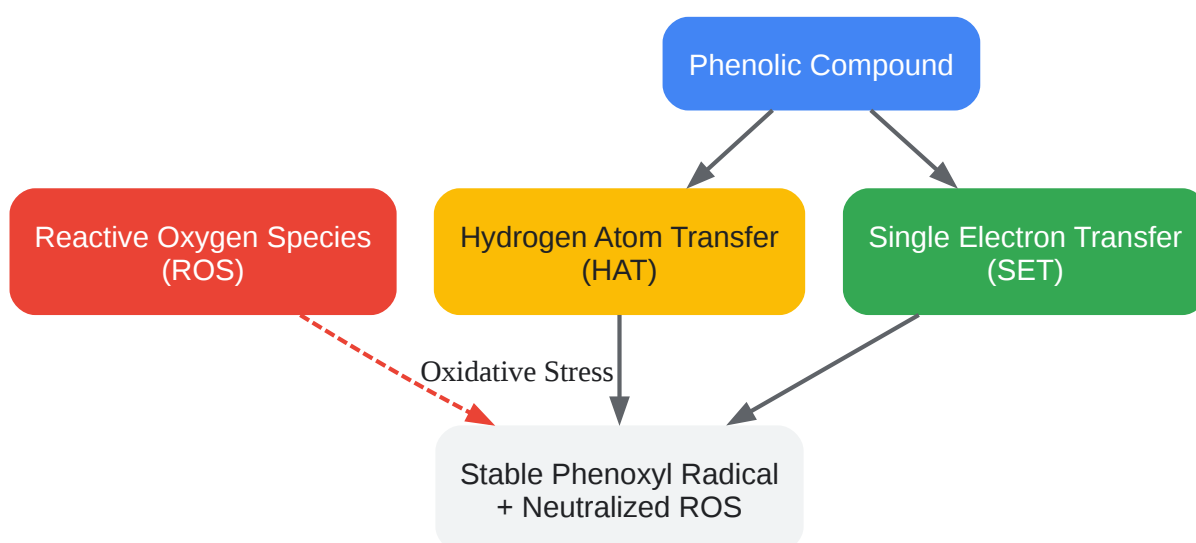 Phenolic Compound
Reactive Oxygen Species
(ROS)
Hydrogen Atom Transfer
(HAT)
Single Electron Transfer
(SET)
Oxidative Stress
Stable Phenoxyl Radical
+ Neutralized ROS